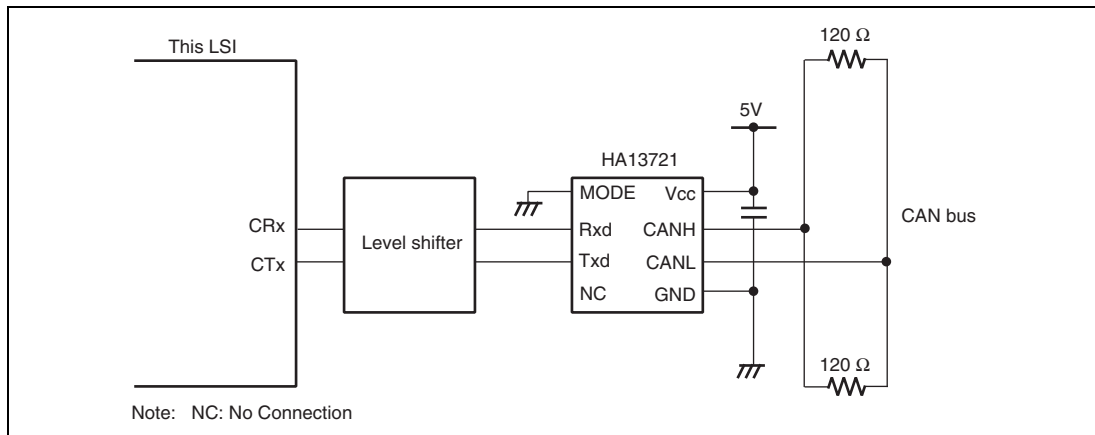 This LSI
120 Ω
5V
HA13721
MODE Vcc
CRx
Level shifter
Rxd CANH
CAN bus
CTx
Txd CANL
NC GND
120 Ω
Note: NC: No Connection